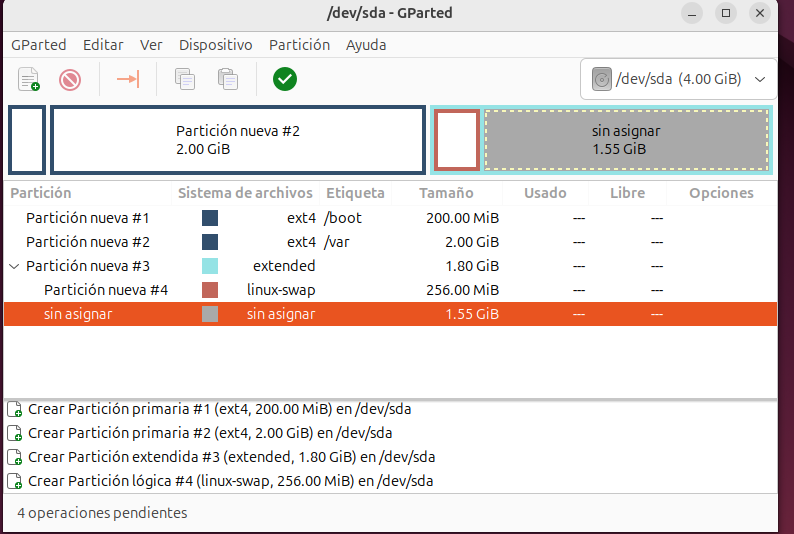 /dev/sda - GParted
GParted Editar Ver Dispositivo Partición Ayuda
/dev/sda (4.00 GiB)
Partición nueva #2
2.00 GiB
sin asignar
1.55 GiB
Partición Sistema de archivos Etiqueta Tamaño Usado Libre Opciones
Partición nueva #1 ext4 /boot 200.00 MiB --- ---
Partición nueva #2 ext4 /var 2.00 GiB --- ---
Partición nueva #3 extended 1.80 GiB --- ---
Partición nueva #4 linux-swap 256.00 MiB --- ---
sin asignar sin asignar 1.55 GiB --- ---
Crear Partición primaria #1 (ext4, 200.00 MiB) en /dev/sda
Crear Partición primaria #2 (ext4, 2.00 GiB) en /dev/sda
Crear Partición extendida #3 (extended, 1.80 GiB) en /dev/sda
Crear Partición lógica #4 (linux-swap, 256.00 MiB) en /dev/sda
4 operaciones pendientes